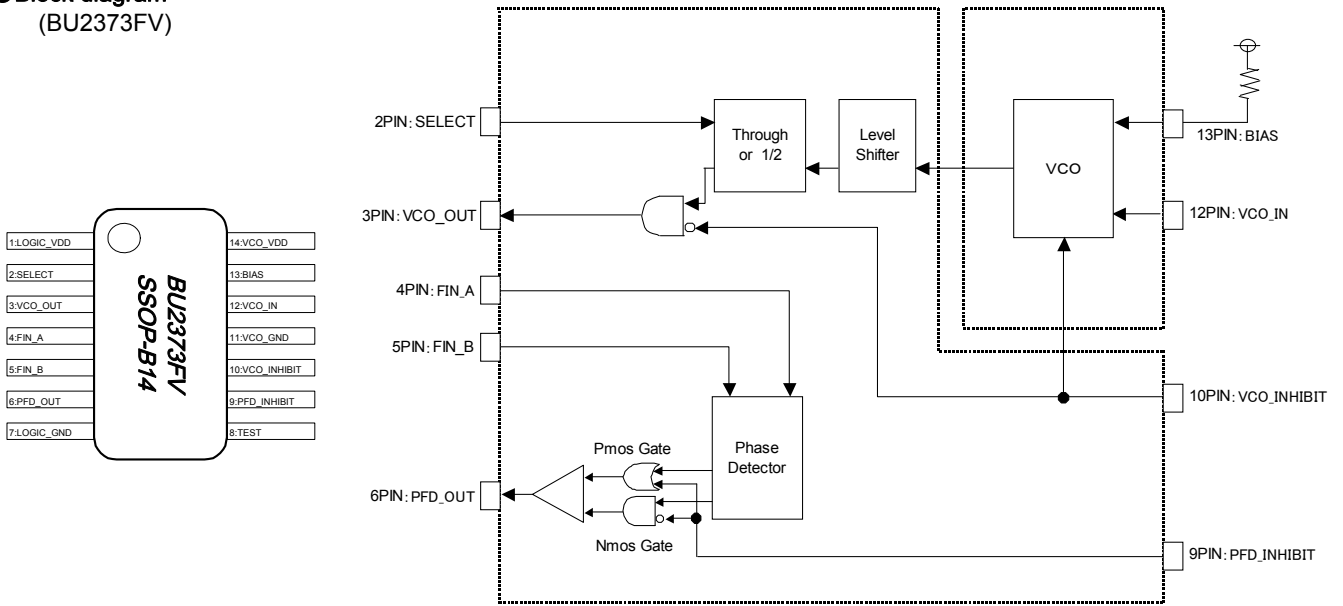 Block diagram
(BU2373FV)
1:LOGIC_VDD
2:SELECT
3:VCO_OUT
4:FIN_A
5:FIN_B
6:PFD_OUT
7:LOGIC_GND
BU2373FV
SSOP-B14
14:VCO_VDD
13:BIAS
12:VCO_IN
11:VCO_GND
10:VCO_INHIBIT
9:PFD_INHIBIT
8:TEST
2PIN: SELECT
3PIN: VCO_OUT
4PIN: FIN_A
5PIN: FIN_B
6PIN: PFD_OUT
Through
or 1/2
Level
Shifter
VCO
Phase
Detector
Pmos Gate
Nmos Gate
13PIN: BIAS
12PIN: VCO_IN
10PIN: VCO_INHIBIT
9PIN: PFD_INHIBIT